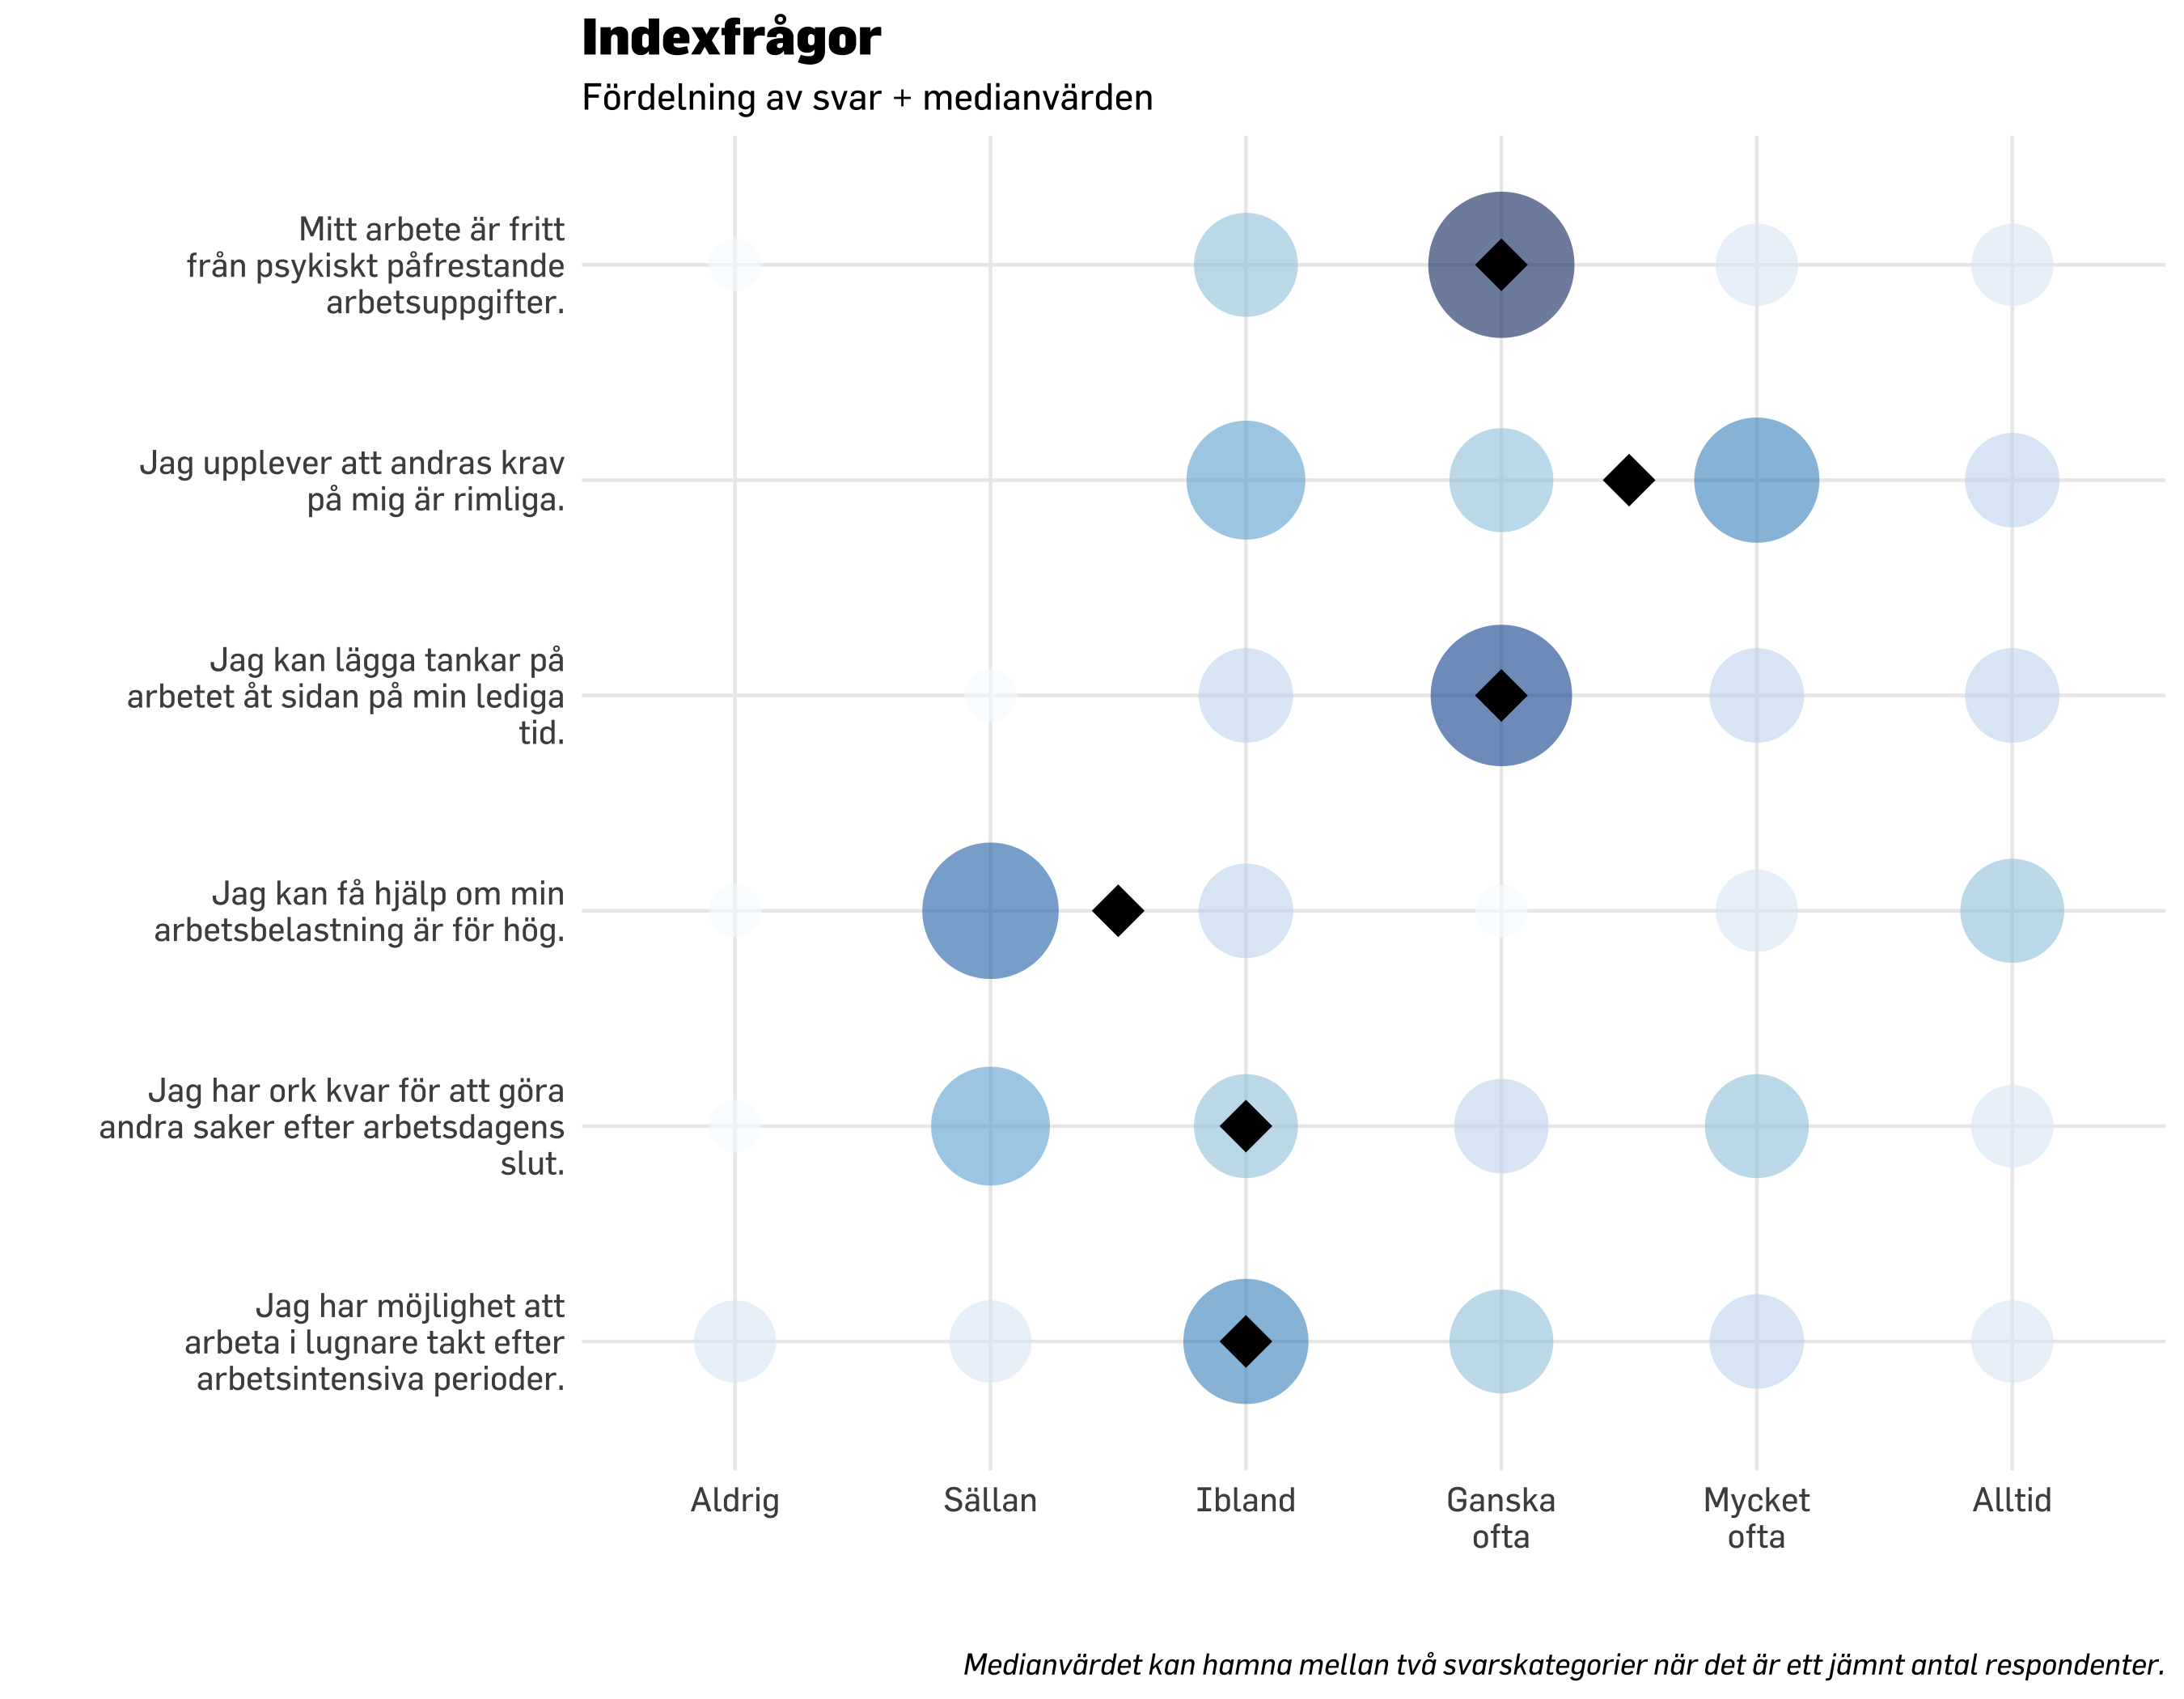 Indexfrågor
Fördelning av svar + medianvärden
Mitt arbete är fritt
från psykiskt påfrestande
arbetsuppgifter.
Jag upplever att andras krav
på mig är rimliga.
Jag kan lägga tankar på
arbetet åt sidan på min lediga
tid.
Jag kan få hjälp om min
arbetsbelastning är för hög.
Jag har ork kvar för att göra
andra saker efter arbetsdagens
slut.
Jag har möjlighet att
arbeta i lugnare takt efter
arbetsintensiva perioder.
Aldrig
Sällan
Ibland
Ganska
ofta
Mycket
ofta
Alltid
Medianvärdet kan hamna mellan två svarskategorier när det är ett jämnt antal respondenter.